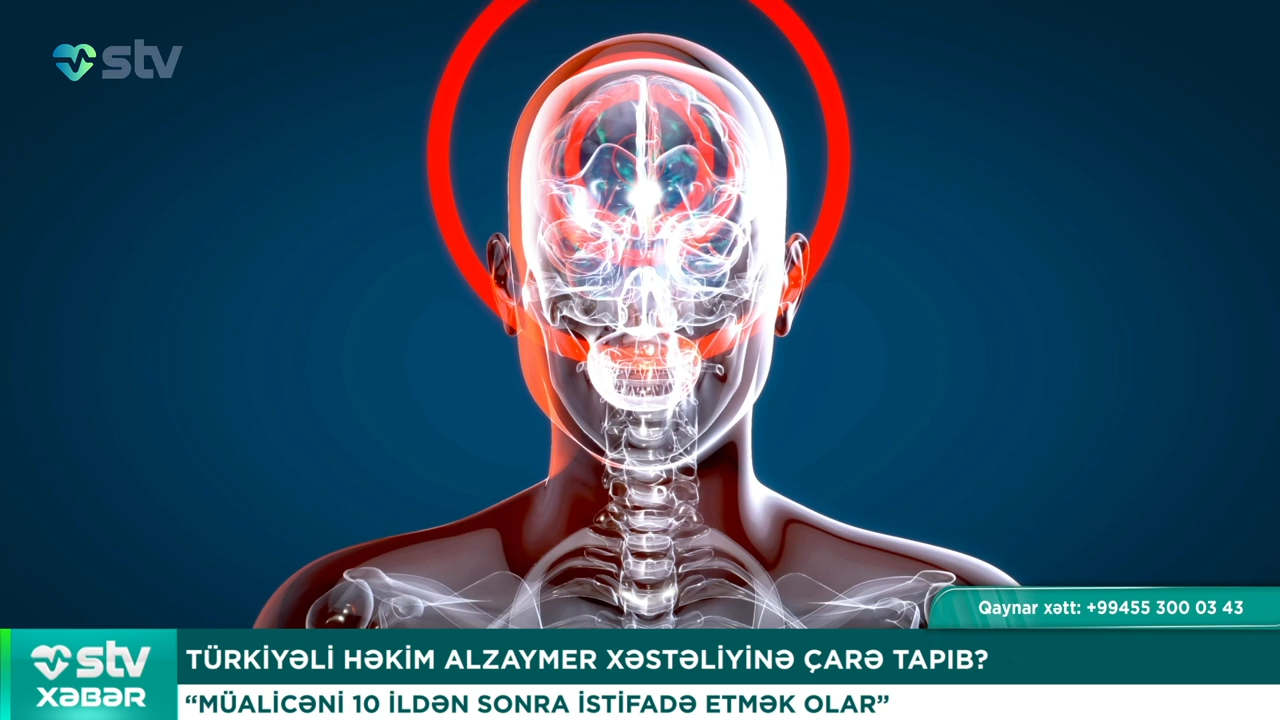 stv
Qaynar xətt: +99455 300 03 43
stv
XƏBƏR
TÜRKİYƏLİ HƏKİM ALZAYMER XƏSTƏLİYİNƏ ÇARƏ TAPIB?
“MÜALİCƏNİ 10 İLDƏN SONRA İSTİFADƏ ETMƏK OLAR”